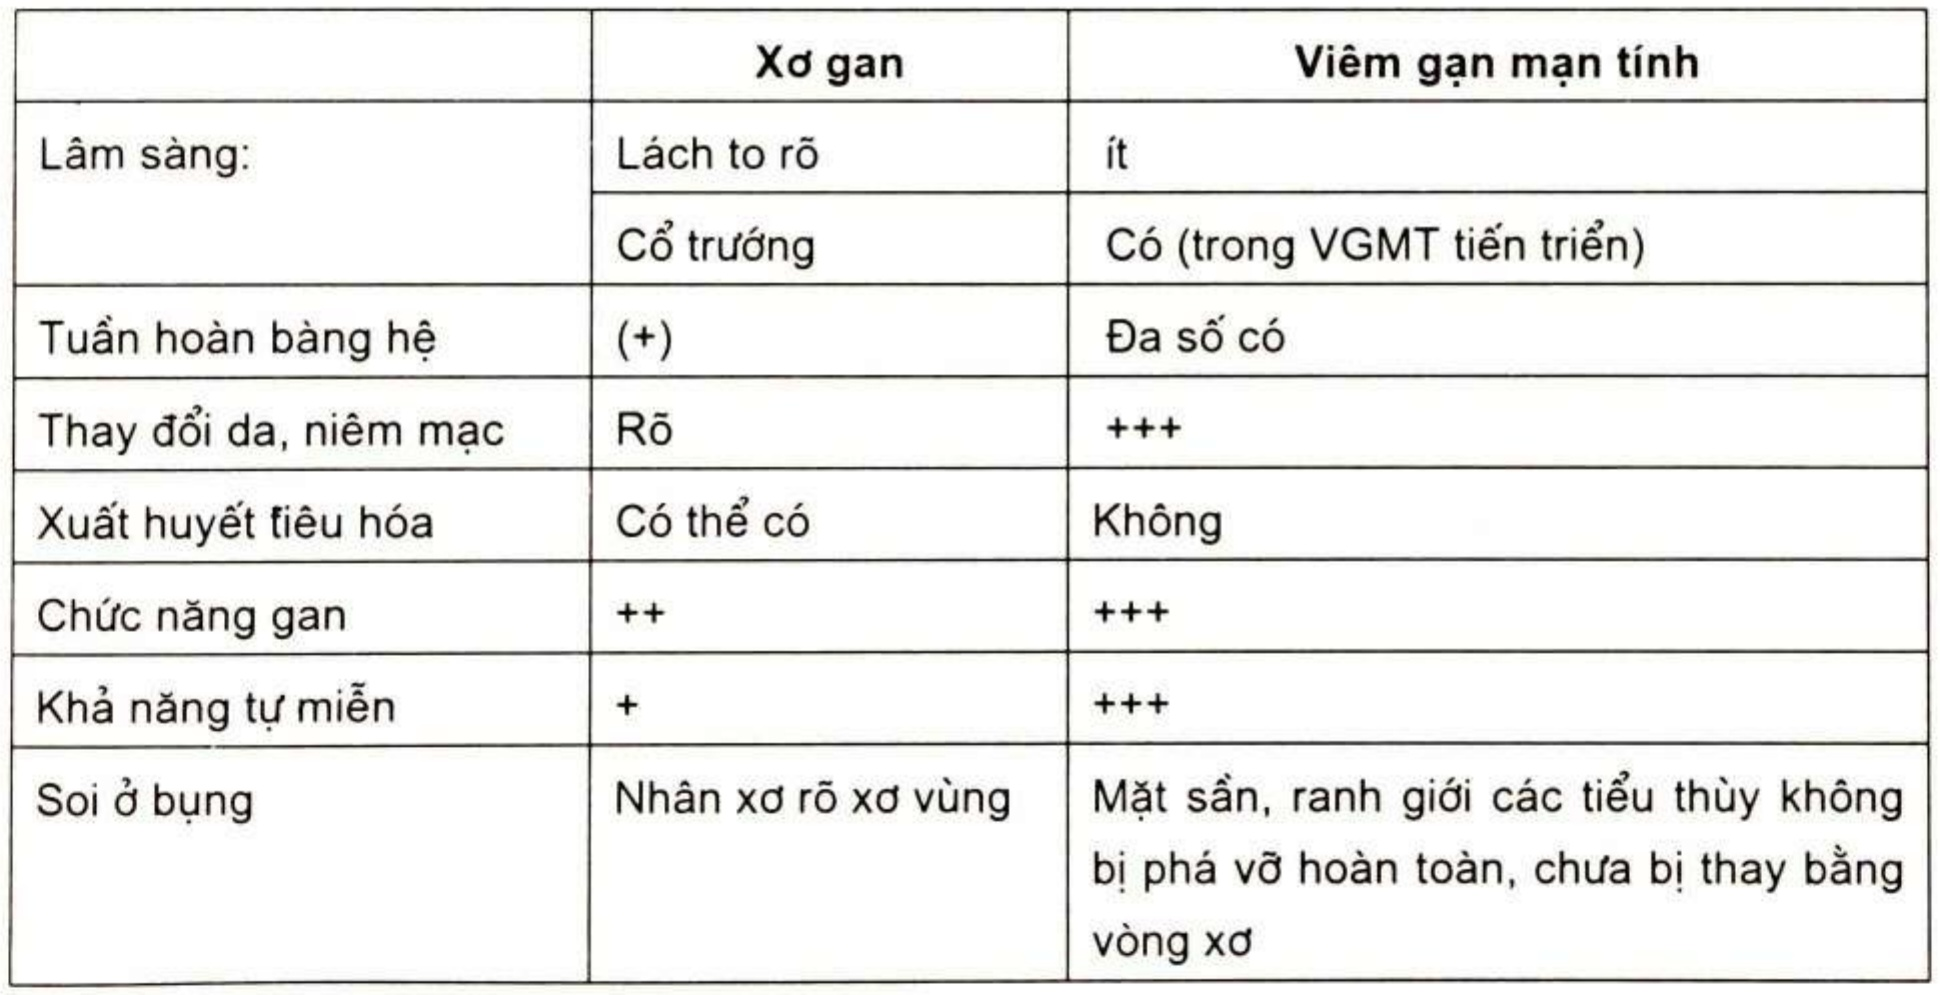 Xơ gan Viêm gạn mạn tính
Lâm sàng: Lách to rõ ít
Cổ trướng Có (trong VGMT tiến triển)
Tuần hoàn bàng hệ (+) Đa số có
Thay đổi da, niêm mạc Rõ +++
Xuất huyết tiêu hóa Có thể có Không
Chức năng gan ++ +++
Khả năng tự miễn + +++
Soi ở bụng Nhân xơ rõ xơ vùng Mặt sần, ranh giới các tiểu thùy không
bị phá vỡ hoàn toàn, chưa bị thay bằng
vòng xơ